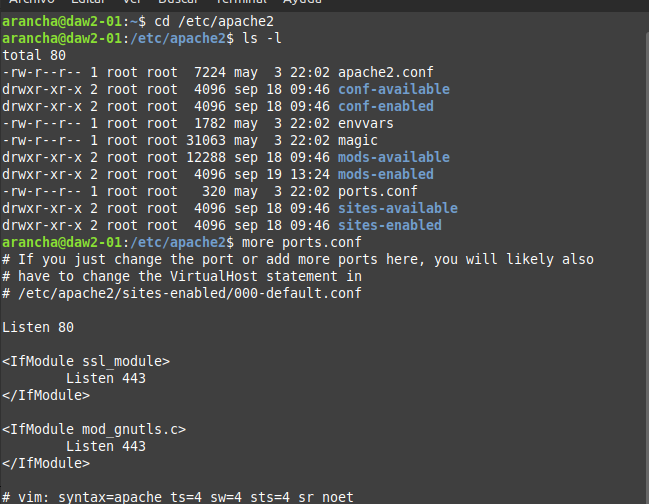 Archivo Editar Ver Buscar Terminal Ayuda
arancha@daw2-01:~$ cd /etc/apache2
arancha@daw2-01:/etc/apache2$ ls -l
total 80
-rw-r--r-- 1 root root  7224 may  3 22:02 apache2.conf
drwxr-xr-x 2 root root  4096 sep 18 09:46 conf-available
drwxr-xr-x 2 root root  4096 sep 18 09:46 conf-enabled
-rw-r--r-- 1 root root  1782 may  3 22:02 envvars
-rw-r--r-- 1 root root 31063 may  3 22:02 magic
drwxr-xr-x 2 root root 12288 sep 18 09:46 mods-available
drwxr-xr-x 2 root root  4096 sep 19 13:24 mods-enabled
-rw-r--r-- 1 root root   320 may  3 22:02 ports.conf
drwxr-xr-x 2 root root  4096 sep 18 09:46 sites-available
drwxr-xr-x 2 root root  4096 sep 18 09:46 sites-enabled
arancha@daw2-01:/etc/apache2$ more ports.conf
# If you just change the port or add more ports here, you will likely also
# have to change the VirtualHost statement in
# /etc/apache2/sites-enabled/000-default.conf
Listen 80
<IfModule ssl_module>
        Listen 443
</IfModule>
<IfModule mod_gnutls.c>
        Listen 443
</IfModule>
# vim: syntax=apache ts=4 sw=4 sts=4 sr noet